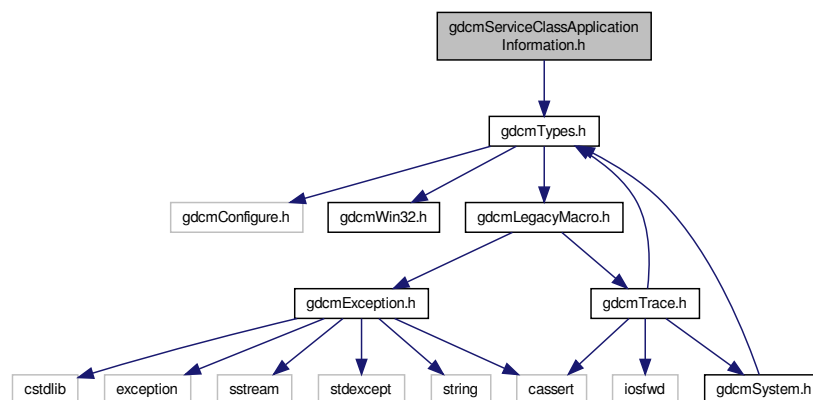 gdcmServiceClassApplication
Information.h
gdcmTypes.h
gdcmConfigure.h
gdcmWin32.h
gdcmLegacyMacro.h
gdcmException.h
gdcmTrace.h
cstdlib
exception
sstream
stdexcept
string
cassert
iosfwd
gdcmSystem.h